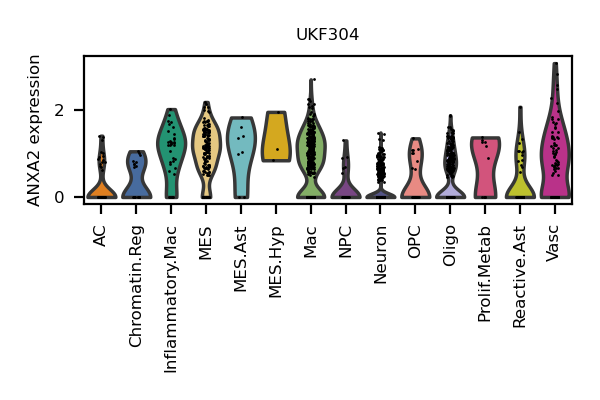 UKF304
ANXA2 expression
2
0
AC
Chromatin.Reg
Inflammatory.Mac
MES
MES.Ast
MES.Hyp
Mac
NPC
Neuron
OPC
Oligo
Prolif.Metab
Reactive.Ast
Vasc